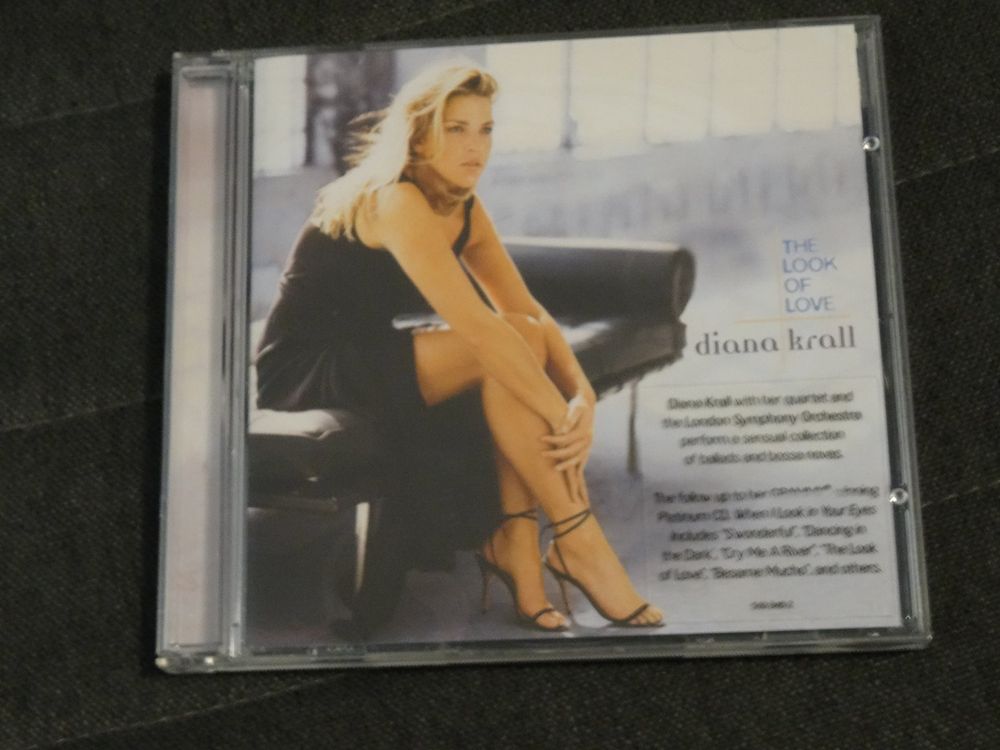 THE
LOOK
OF
LOVE
diana krall
Diana Krall with her quartet and
the London Symphony Orchestra
perform a sensual collection
of ballads and bossa novas.
The follow up to her GRAMMY® winning
Platinum CD, When I Look in Your Eyes
includes "S'wonderful", "Dancing in
the Dark", "Cry Me A River", "The Look
of Love", "Besame Mucho", and others.